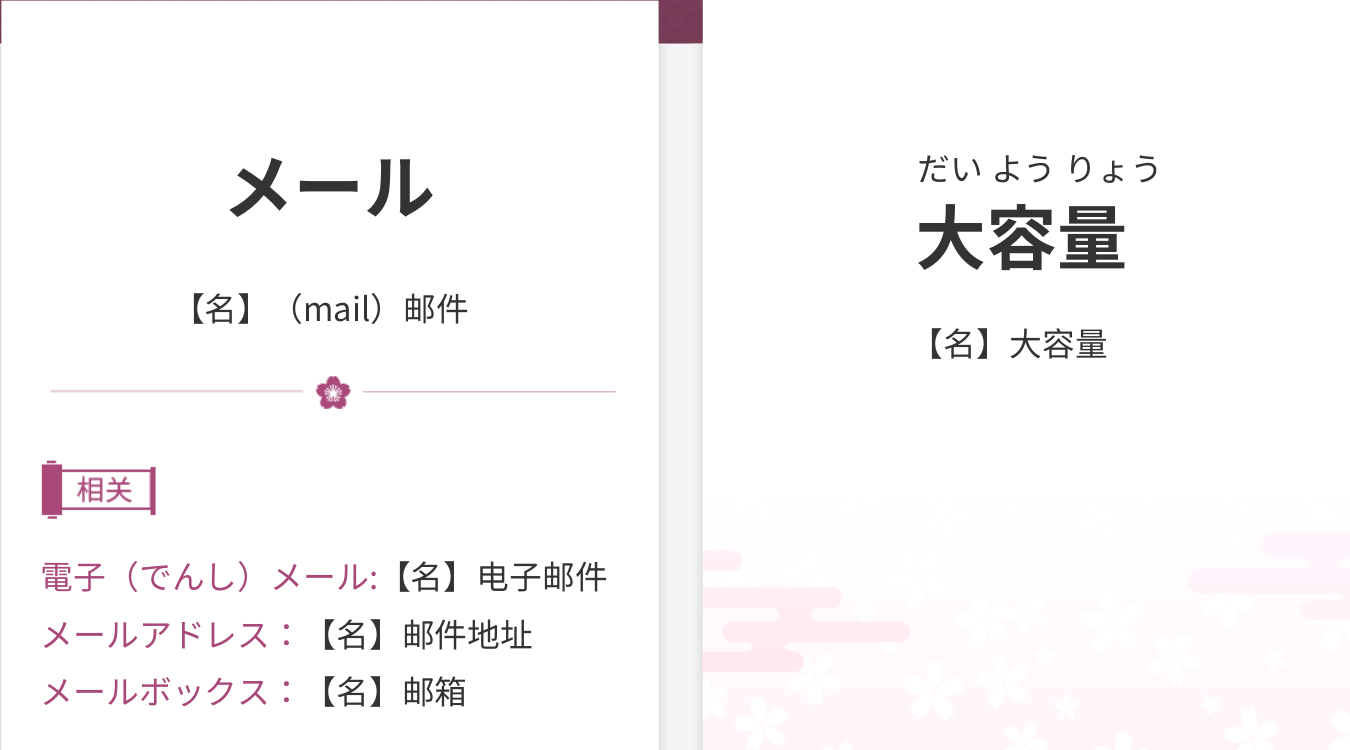 メール
【名】（mail）邮件
相关
電子（でんし）メール:【名】电子邮件
メールアドレス：【名】邮件地址
メールボックス：【名】邮箱
だい よう りょう
大容量
【名】大容量